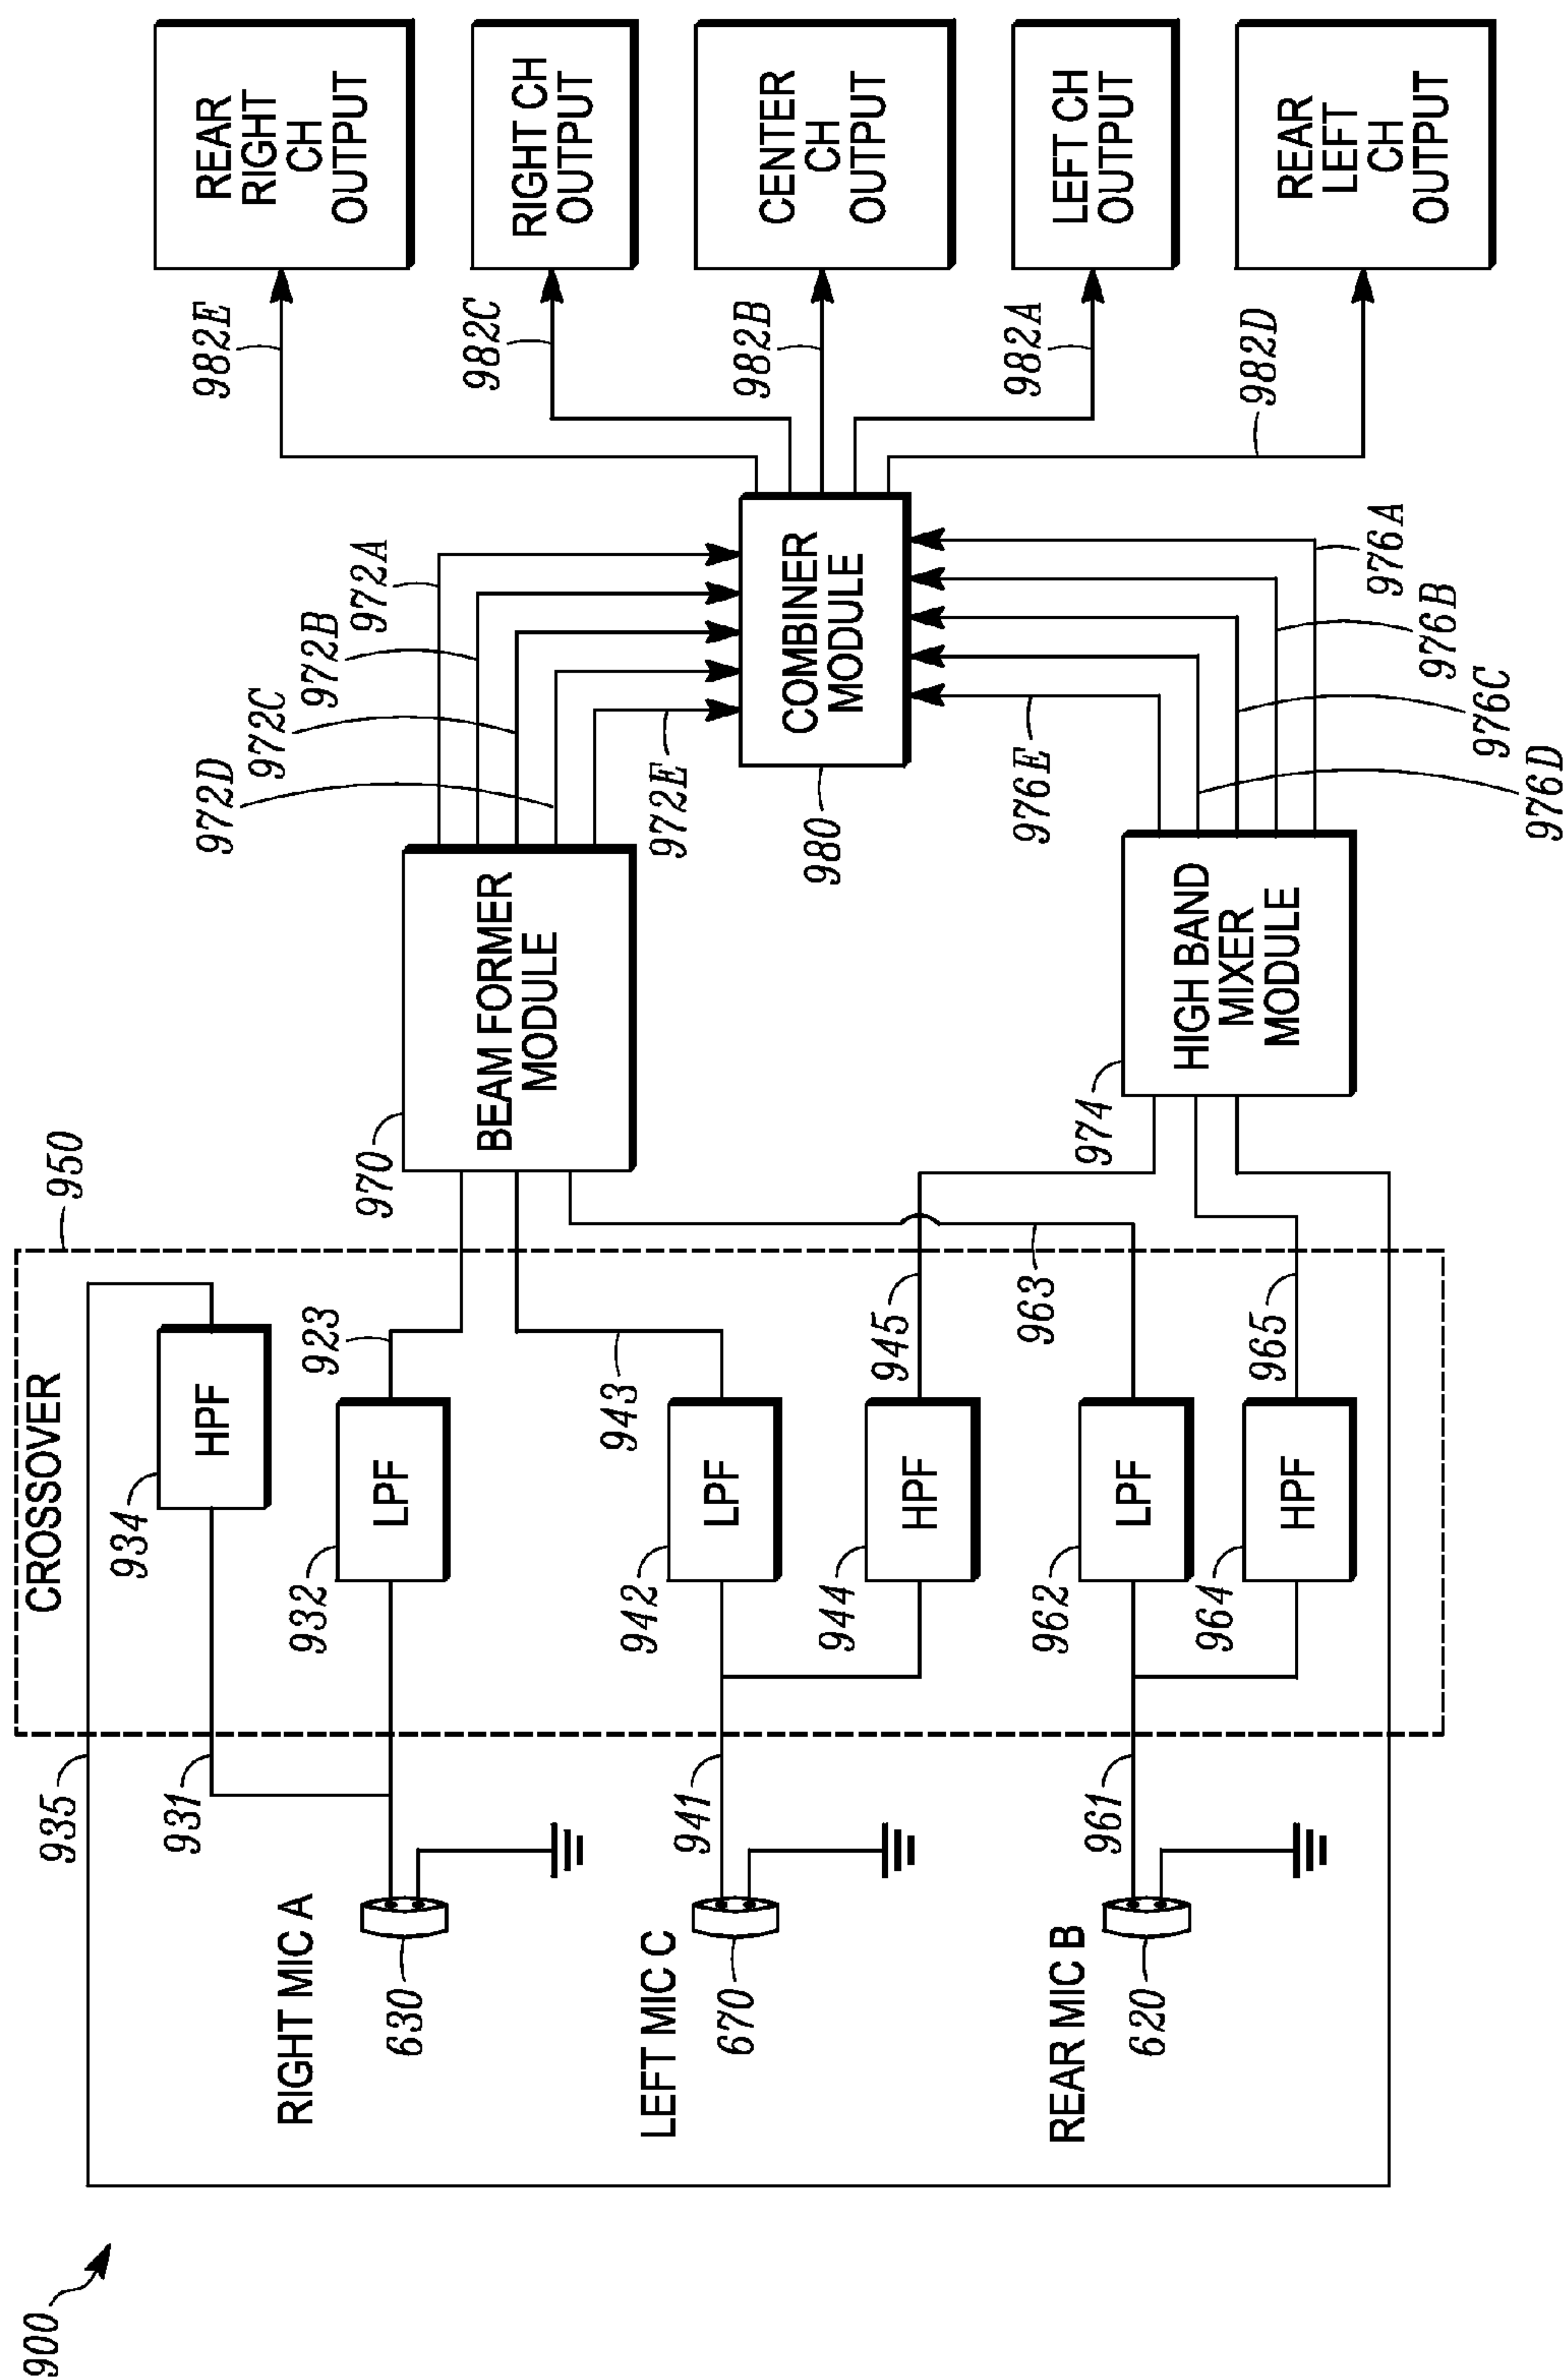 900
935
CROSSOVER
950
934
HPF
931
RIGHT MIC A
630
932
LPF
923
LEFT MIC C
670
941
942
LPF
943
944
HPF
945
REAR MIC B
620
961
962
LPF
963
964
HPF
965
970
BEAM FORMER
MODULE
972D
972C
972B
972A
972E
974
HIGH BAND
MIXER
MODULE
976E
976D
976C
976B
976A
980
COMBINER
MODULE
982E
REAR
RIGHT
CH
OUTPUT
982C
RIGHT CH
OUTPUT
982B
CENTER
CH
OUTPUT
982A
LEFT CH
OUTPUT
982D
REAR
LEFT
CH
OUTPUT